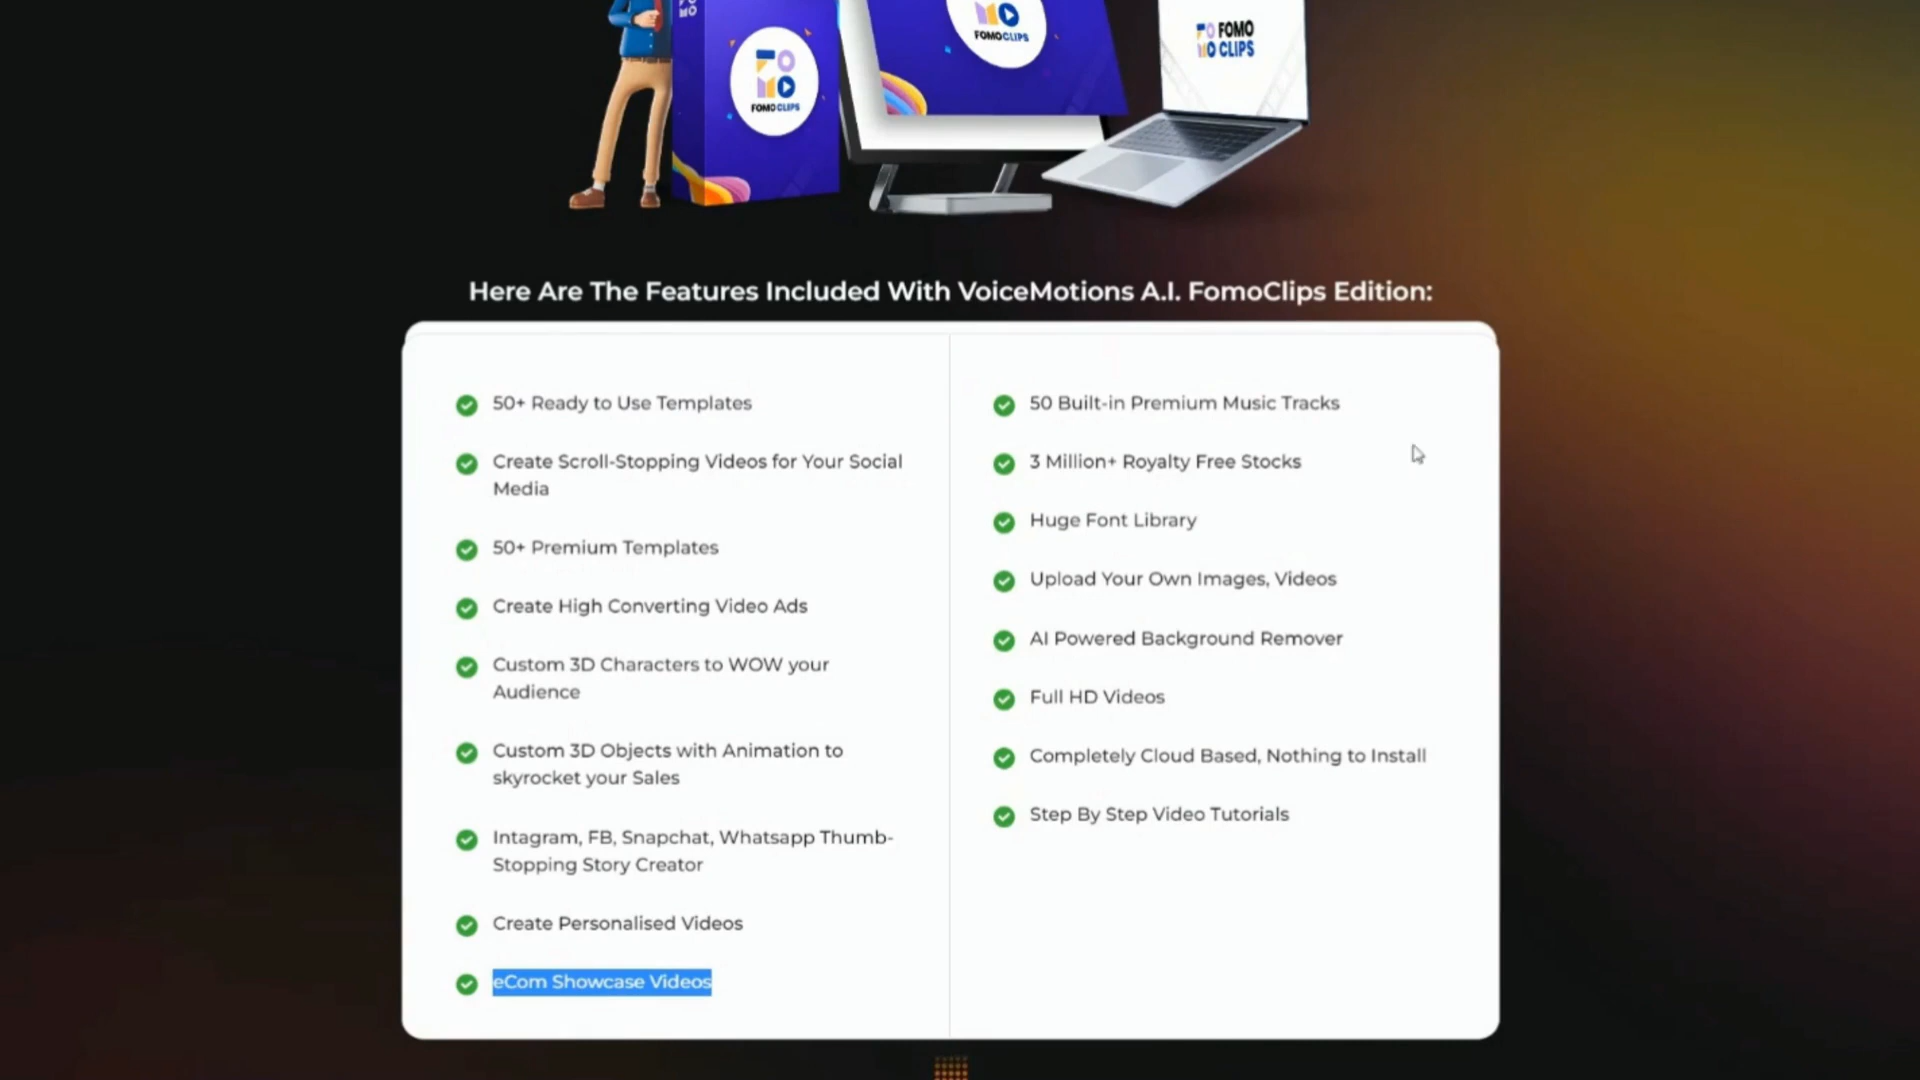 MO
FOMO CLIPS
FOMO CLIPS
FOMO
CLIPS
Here Are The Features Included With VoiceMotions A.I. FomoClips Edition:
50+ Ready to Use Templates
Create Scroll-Stopping Videos for Your Social
Media
50+ Premium Templates
Create High Converting Video Ads
Custom 3D Characters to WOW your
Audience
Custom 3D Objects with Animation to
skyrocket your Sales
Intagram, FB, Snapchat, Whatsapp Thumb-
Stopping Story Creator
Create Personalised Videos
eCom Showcase Videos
50 Built-in Premium Music Tracks
3 Million+ Royalty Free Stocks
Huge Font Library
Upload Your Own Images, Videos
AI Powered Background Remover
Full HD Videos
Completely Cloud Based, Nothing to Install
Step By Step Video Tutorials